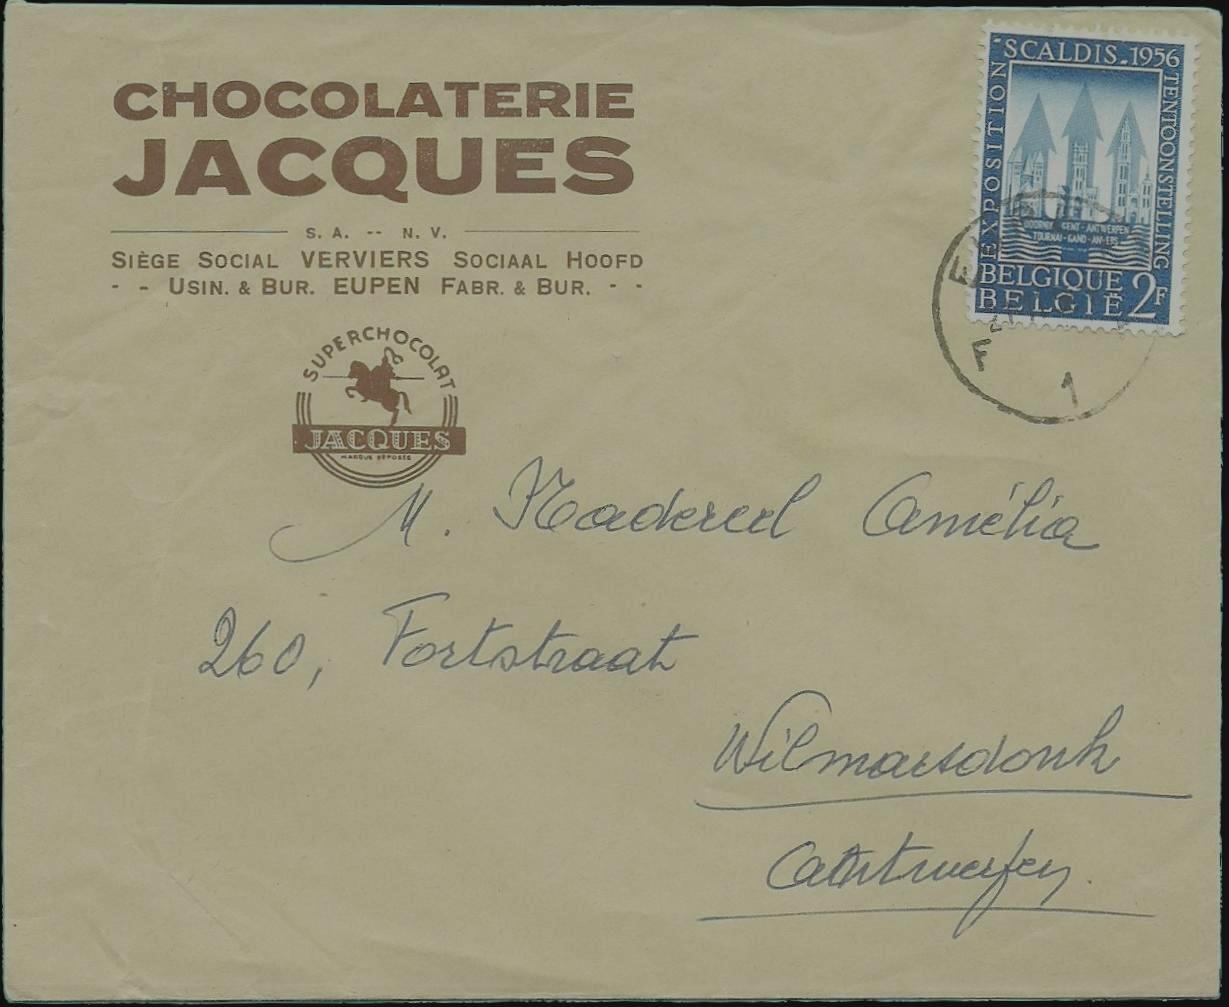 CHOCOLATERIE
JACQUES
S. A. -- N. V.
SIÈGE SOCIAL VERVIERS SOCIAAL HOOFD
- - USIN. & BUR. EUPEN FABR. & BUR. - -
SUPERCHOCOLAT
JACQUES
MARQUE DÉPOSÉE
SCALDIS. 1956
EXPOSITION
TENTOONSTELLING
DOORNIK - GENT - ANTWERPEN
TOURNAI - GAND - ANVERS
BELGIQUE
BELGIË 2F
F 1
M. Amélia
260, Fortstraat
Wilmarsdonk
Antwerpen.